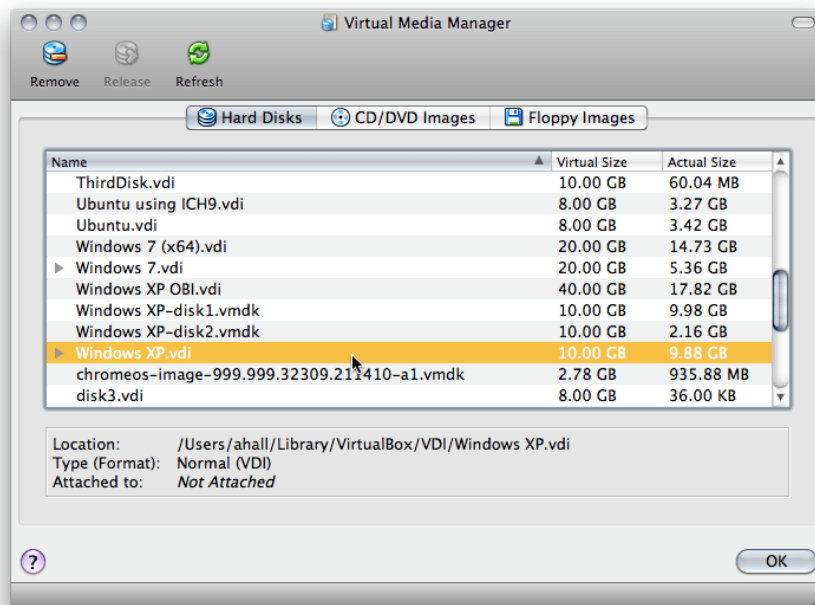 Virtual Media Manager
Remove Release Refresh
Hard Disks CD/DVD Images Floppy Images
Name Virtual Size Actual Size
ThirdDisk.vdi 10.00 GB 60.04 MB
Ubuntu using ICH9.vdi 8.00 GB 3.27 GB
Ubuntu.vdi 8.00 GB 3.42 GB
Windows 7 (x64).vdi 20.00 GB 14.73 GB
Windows 7.vdi 20.00 GB 5.36 GB
Windows XP OBI.vdi 40.00 GB 17.82 GB
Windows XP-disk1.vmdk 10.00 GB 9.98 GB
Windows XP-disk2.vmdk 10.00 GB 2.16 GB
Windows XP.vdi 10.00 GB 9.88 GB
chromeos-image-999.999.32309.211410-a1.vmdk 2.78 GB 935.88 MB
disk3.vdi 8.00 GB 36.00 KB
Location: /Users/ahall/Library/VirtualBox/VDI/Windows XP.vdi
Type (Format): Normal (VDI)
Attached to: Not Attached
? OK